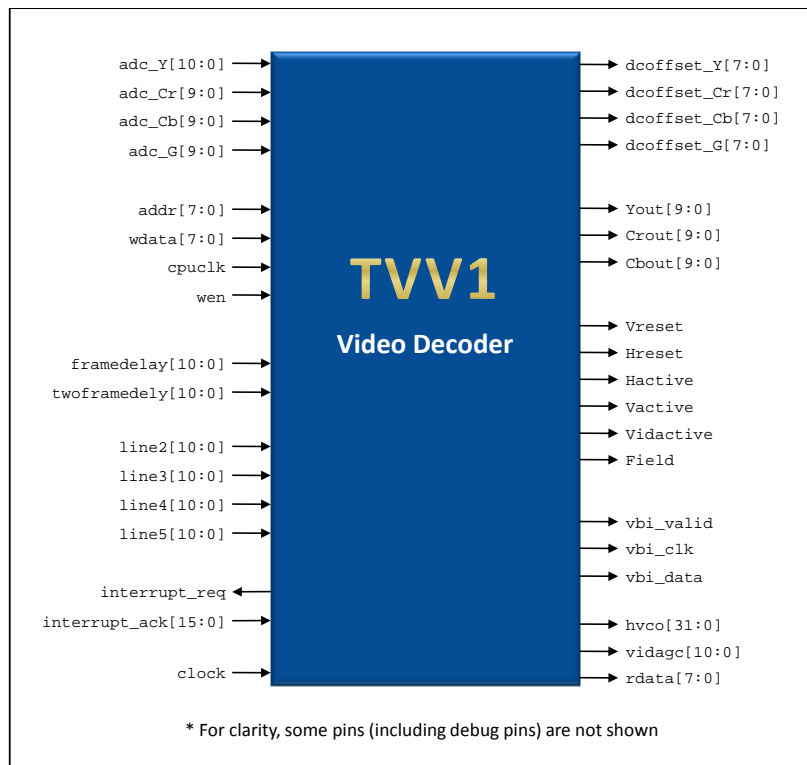 adc_Y[10:0]
adc_Cr[9:0]
adc_Cb[9:0]
adc_G[9:0]
addr[7:0]
wdata[7:0]
cpuclk
wen
framedelay[10:0]
twoframedely[10:0]
line2[10:0]
line3[10:0]
line4[10:0]
line5[10:0]
interrupt_req
interrupt_ack[15:0]
clock
TVV1
Video Decoder
dcoffset_Y[7:0]
dcoffset_Cr[7:0]
dcoffset_Cb[7:0]
dcoffset_G[7:0]
Yout[9:0]
Crout[9:0]
Cbout[9:0]
Vreset
Hreset
Hactive
Vactive
Vidactive
Field
vbi_valid
vbi_clk
vbi_data
hvco[31:0]
vidagc[10:0]
rdata[7:0]
* For clarity, some pins (including debug pins) are not shown